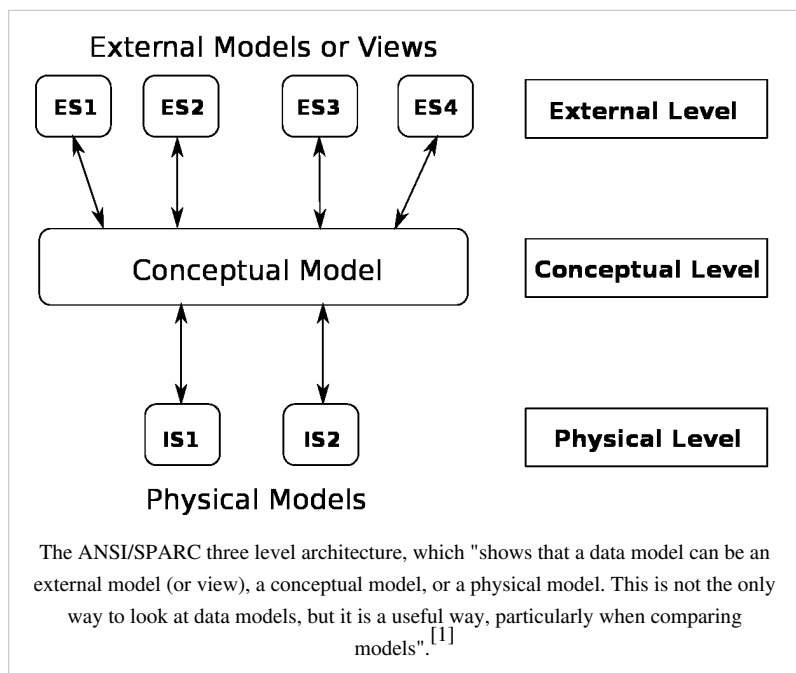 External Models or Views
ES1 ES2 ES3 ES4 External Level
Conceptual Model Conceptual Level
IS1 IS2 Physical Level
Physical Models
The ANSI/SPARC three level architecture, which "shows that a data model can be an
external model (or view), a conceptual model, or a physical model. This is not the only
way to look at data models, but it is a useful way, particularly when comparing
models".[1]